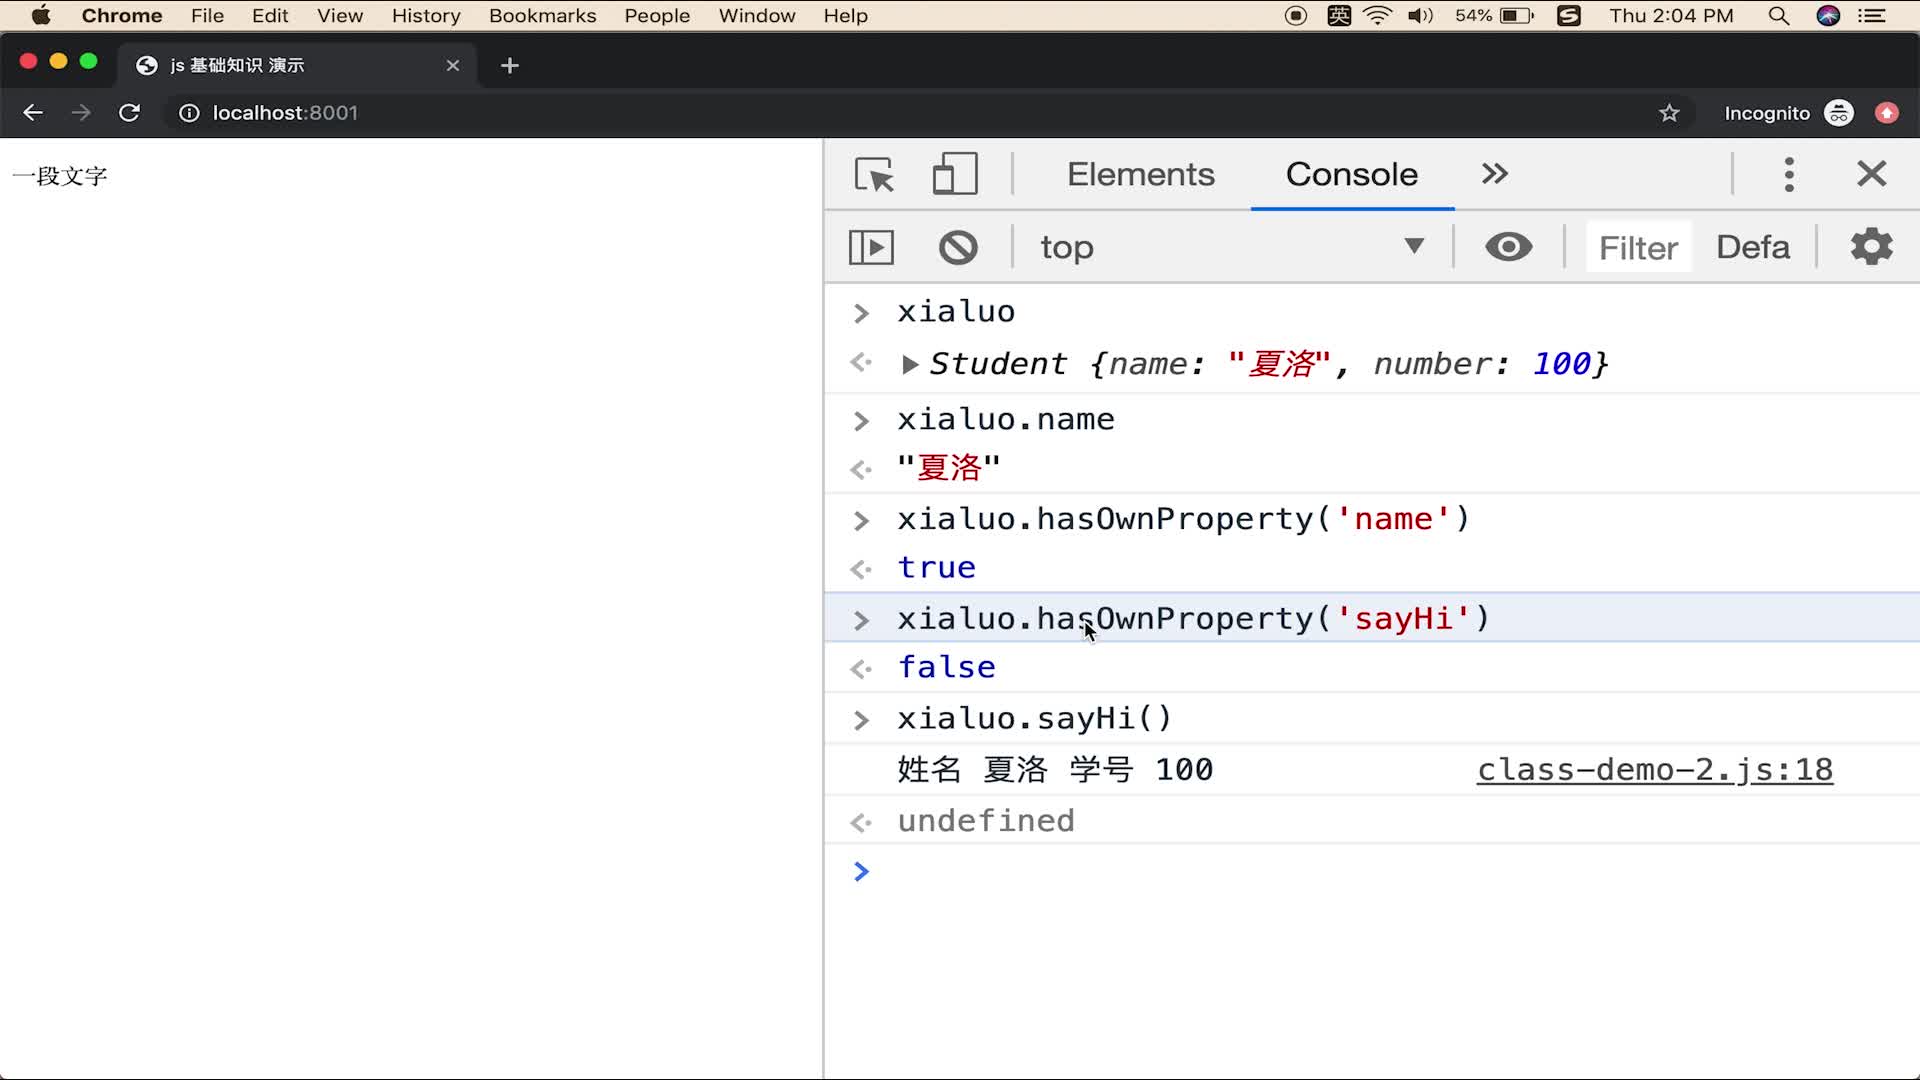 Chrome File Edit View History Bookmarks People Window Help 英 54% Thu 2:04 PM
js 基础知识 演示
localhost:8001 Incognito
一段文字
Elements Console
top Filter Defa
> xialuo
Student {name: "夏洛", number: 100}
> xialuo.name
"夏洛"
> xialuo.hasOwnProperty('name')
true
> xialuo.hasOwnProperty('sayHi')
false
> xialuo.sayHi()
姓名 夏洛 学号 100 class-demo-2.js:18
undefined
>